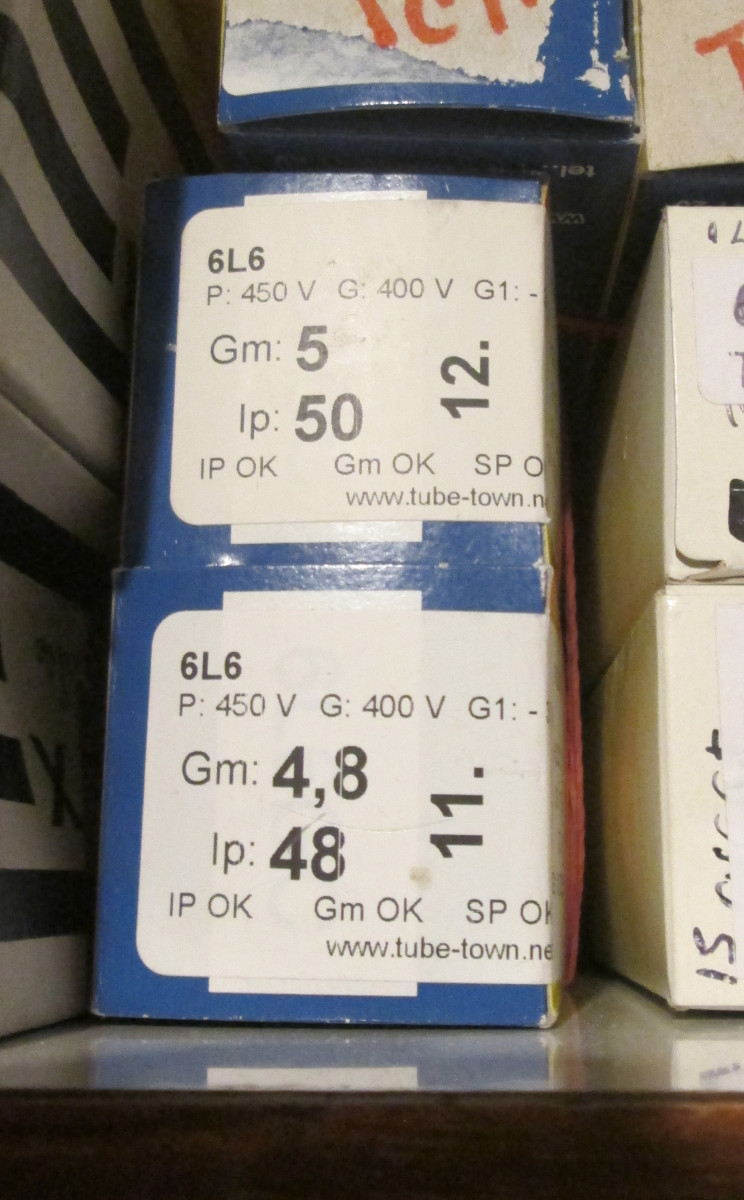 6L6
P: 450 V G: 400 V G1: -
Gm: 5
12.
Ip: 50
IP OK Gm OK SP O
www.tube-town.n
6L6
P: 450 V G: 400 V G1: -
Gm: 4,8
11.
Ip: 48
IP OK Gm OK SP OK
www.tube-town.ne